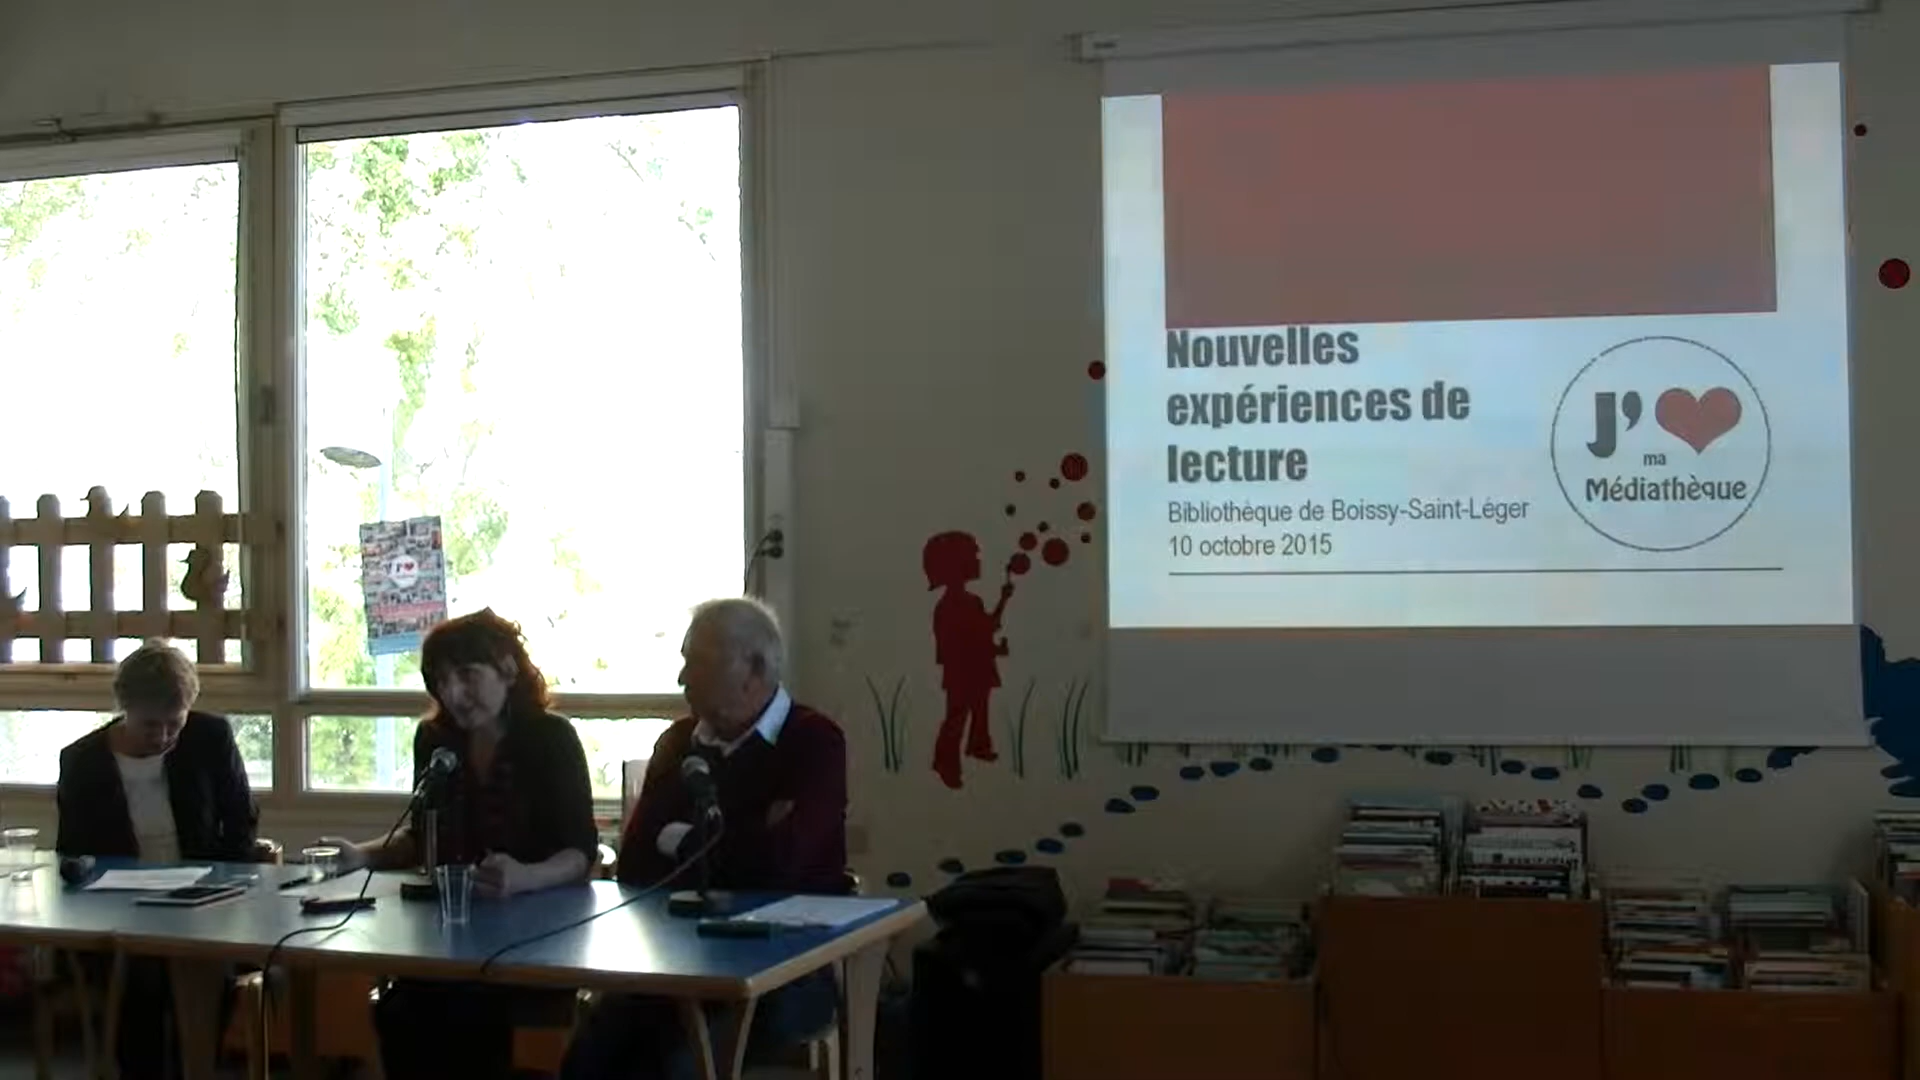 Nouvelles
expériences de
lecture
Bibliothèque de Boissy-Saint-Léger
10 octobre 2015
J'
ma
Médiathèque